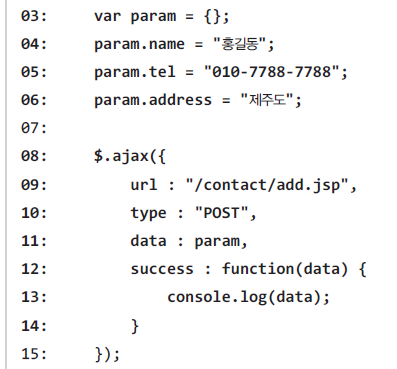 03:     var param = {};
04:     param.name = "홍길동";
05:     param.tel = "010-7788-7788";
06:     param.address = "제주도";
07:
08:     $.ajax({
09:         url : "/contact/add.jsp",
10:         type : "POST",
11:         data : param,
12:         success : function(data) {
13:             console.log(data);
14:         }
15:     });